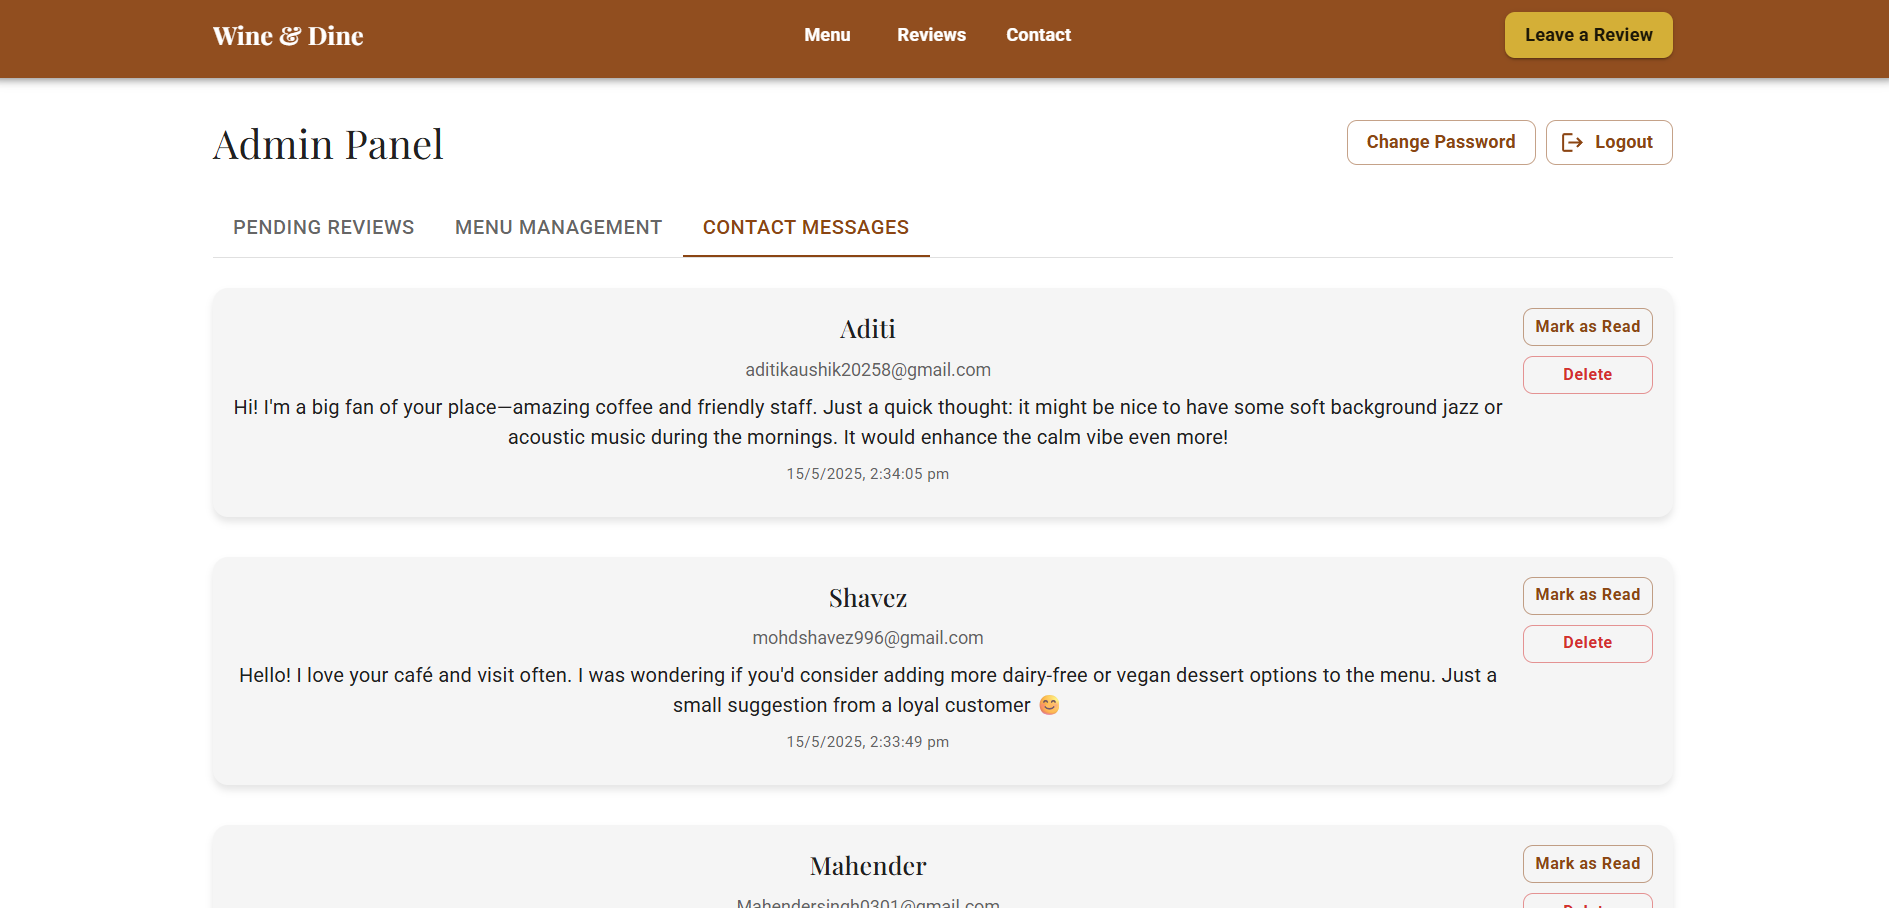 Wine & Dine
Menu
Reviews
Contact
Leave a Review
Admin Panel
Change Password
Logout
PENDING REVIEWS
MENU MANAGEMENT
CONTACT MESSAGES
Aditi
aditikaushik20258@gmail.com
Hi! I'm a big fan of your place—amazing coffee and friendly staff. Just a quick thought: it might be nice to have some soft background jazz or
acoustic music during the mornings. It would enhance the calm vibe even more!
15/5/2025, 2:34:05 pm
Mark as Read
Delete
Shavez
mohdshavez996@gmail.com
Hello! I love your café and visit often. I was wondering if you'd consider adding more dairy-free or vegan dessert options to the menu. Just a
small suggestion from a loyal customer 😊
15/5/2025, 2:33:49 pm
Mark as Read
Delete
Mahender
Mahendersingh0301@gmail.com
Mark as Read
Delete